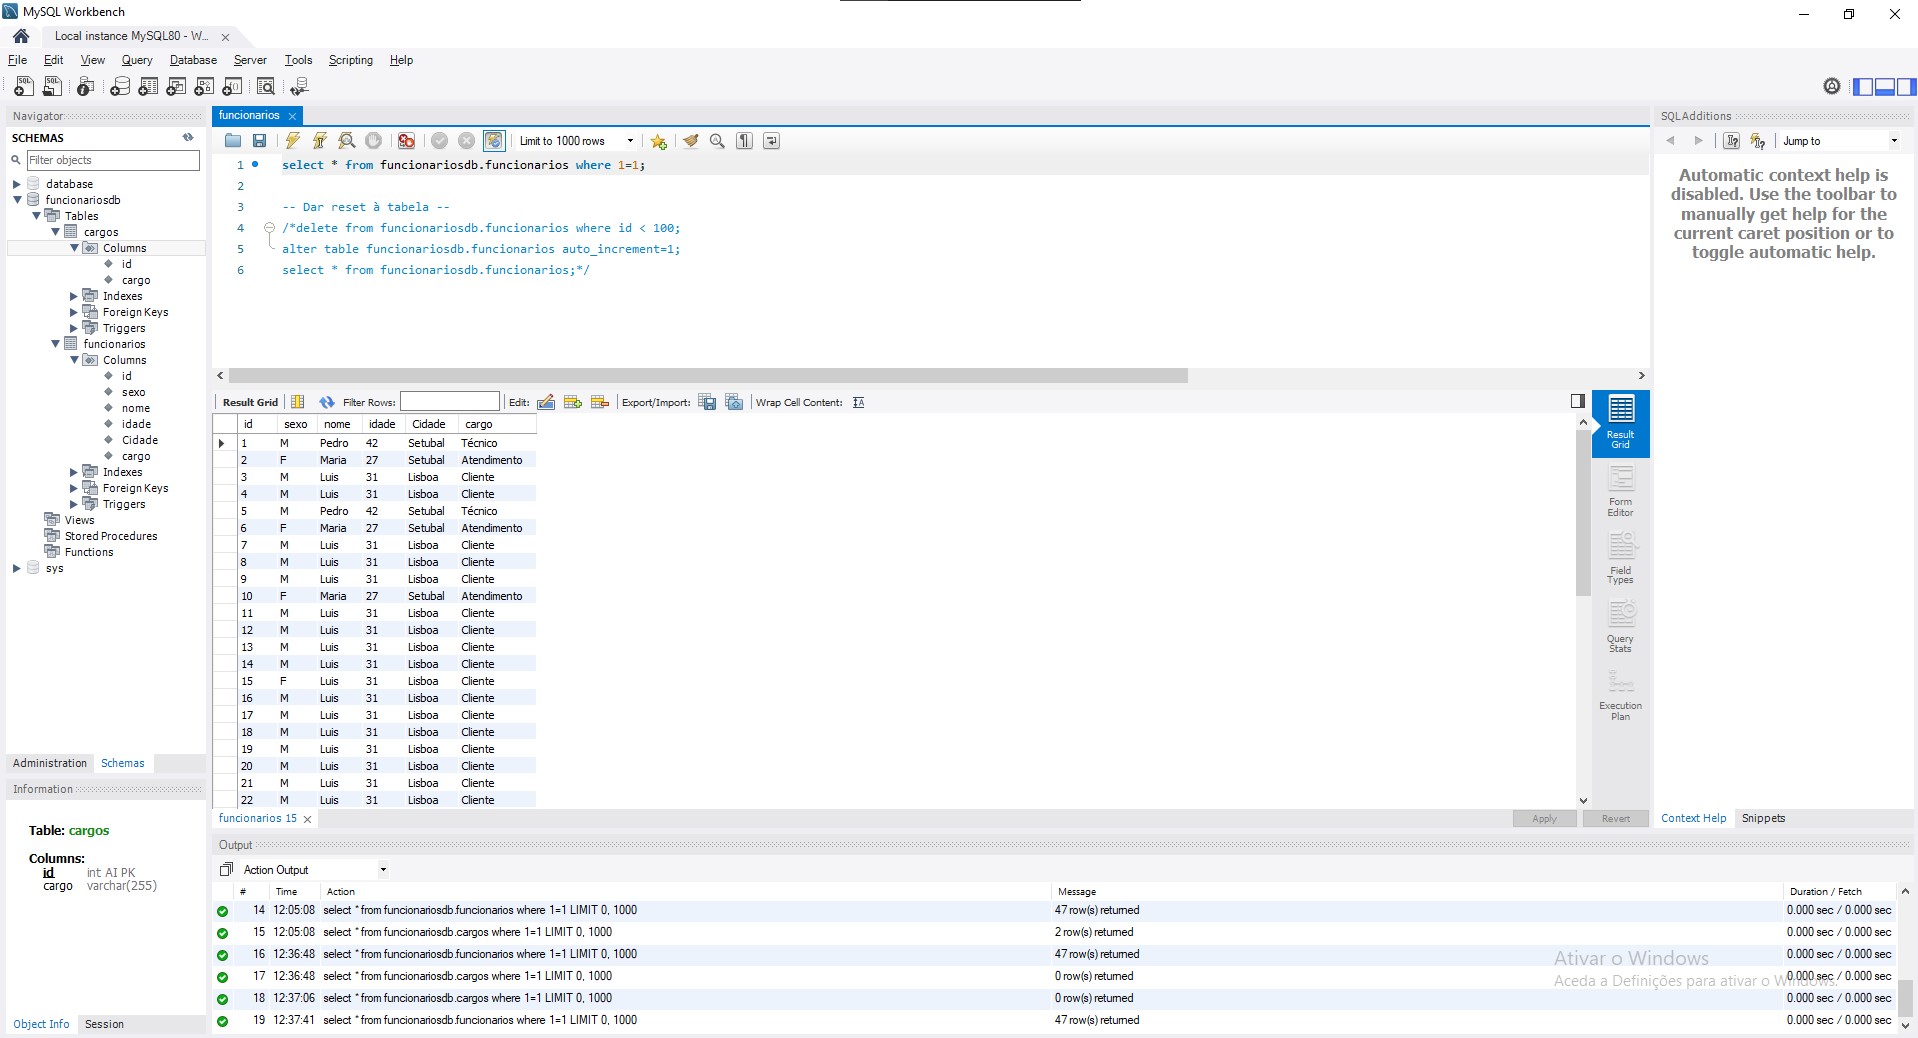 MySQL Workbench
Local instance MySQL80 - W...
File Edit View Query Database Server Tools Scripting Help
Navigator
SCHEMAS
Filter objects
database
funcionariosdb
Tables
cargos
Columns
id
cargo
Indexes
Foreign Keys
Triggers
funcionarios
Columns
id
sexo
nome
idade
Cidade
cargo
Indexes
Foreign Keys
Triggers
Views
Stored Procedures
Functions
sys
Administration Schemas
Information
Table: cargos
Columns:
id int AI PK
cargo varchar(255)
Object Info Session
funcionarios
Limit to 1000 rows
1 select * from funcionariosdb.funcionarios where 1=1;
2
3 -- Dar reset à tabela --
4 /*delete from funcionariosdb.funcionarios where id < 100;
5 alter table funcionariosdb.funcionarios auto_increment=1;
6 select * from funcionariosdb.funcionarios;*/
Result Grid Filter Rows: Edit: Export/Import: Wrap Cell Content:
id sexo nome idade Cidade cargo
1 M Pedro 42 Setubal Técnico
2 F Maria 27 Setubal Atendimento
3 M Luis 31 Lisboa Cliente
4 M Luis 31 Lisboa Cliente
5 M Pedro 42 Setubal Técnico
6 F Maria 27 Setubal Atendimento
7 M Luis 31 Lisboa Cliente
8 M Luis 31 Lisboa Cliente
9 M Luis 31 Lisboa Cliente
10 F Maria 27 Setubal Atendimento
11 M Luis 31 Lisboa Cliente
12 M Luis 31 Lisboa Cliente
13 M Luis 31 Lisboa Cliente
14 M Luis 31 Lisboa Cliente
15 F Luis 31 Lisboa Cliente
16 M Luis 31 Lisboa Cliente
17 M Luis 31 Lisboa Cliente
18 M Luis 31 Lisboa Cliente
19 M Luis 31 Lisboa Cliente
20 M Luis 31 Lisboa Cliente
21 M Luis 31 Lisboa Cliente
22 M Luis 31 Lisboa Cliente
Result
Grid
Form
Editor
Field
Types
Query
Stats
Execution
Plan
funcionarios 15
Apply Revert
SQLAdditions
Jump to
Automatic context help is
disabled. Use the toolbar to
manually get help for the
current caret position or to
toggle automatic help.
Context Help Snippets
Output
Action Output
# Time Action Message Duration / Fetch
14 12:05:08 select * from funcionariosdb.funcionarios where 1=1 LIMIT 0, 1000 47 row(s) returned 0.000 sec / 0.000 sec
15 12:05:08 select * from funcionariosdb.cargos where 1=1 LIMIT 0, 1000 2 row(s) returned 0.000 sec / 0.000 sec
16 12:36:48 select * from funcionariosdb.funcionarios where 1=1 LIMIT 0, 1000 47 row(s) returned 0.000 sec / 0.000 sec
17 12:36:48 select * from funcionariosdb.cargos where 1=1 LIMIT 0, 1000 0 row(s) returned 0.000 sec / 0.000 sec
18 12:37:06 select * from funcionariosdb.cargos where 1=1 LIMIT 0, 1000 0 row(s) returned 0.000 sec / 0.000 sec
19 12:37:41 select * from funcionariosdb.funcionarios where 1=1 LIMIT 0, 1000 47 row(s) returned 0.000 sec / 0.000 sec
Ativar o Windows
Aceda a Definições para ativar o Windows.